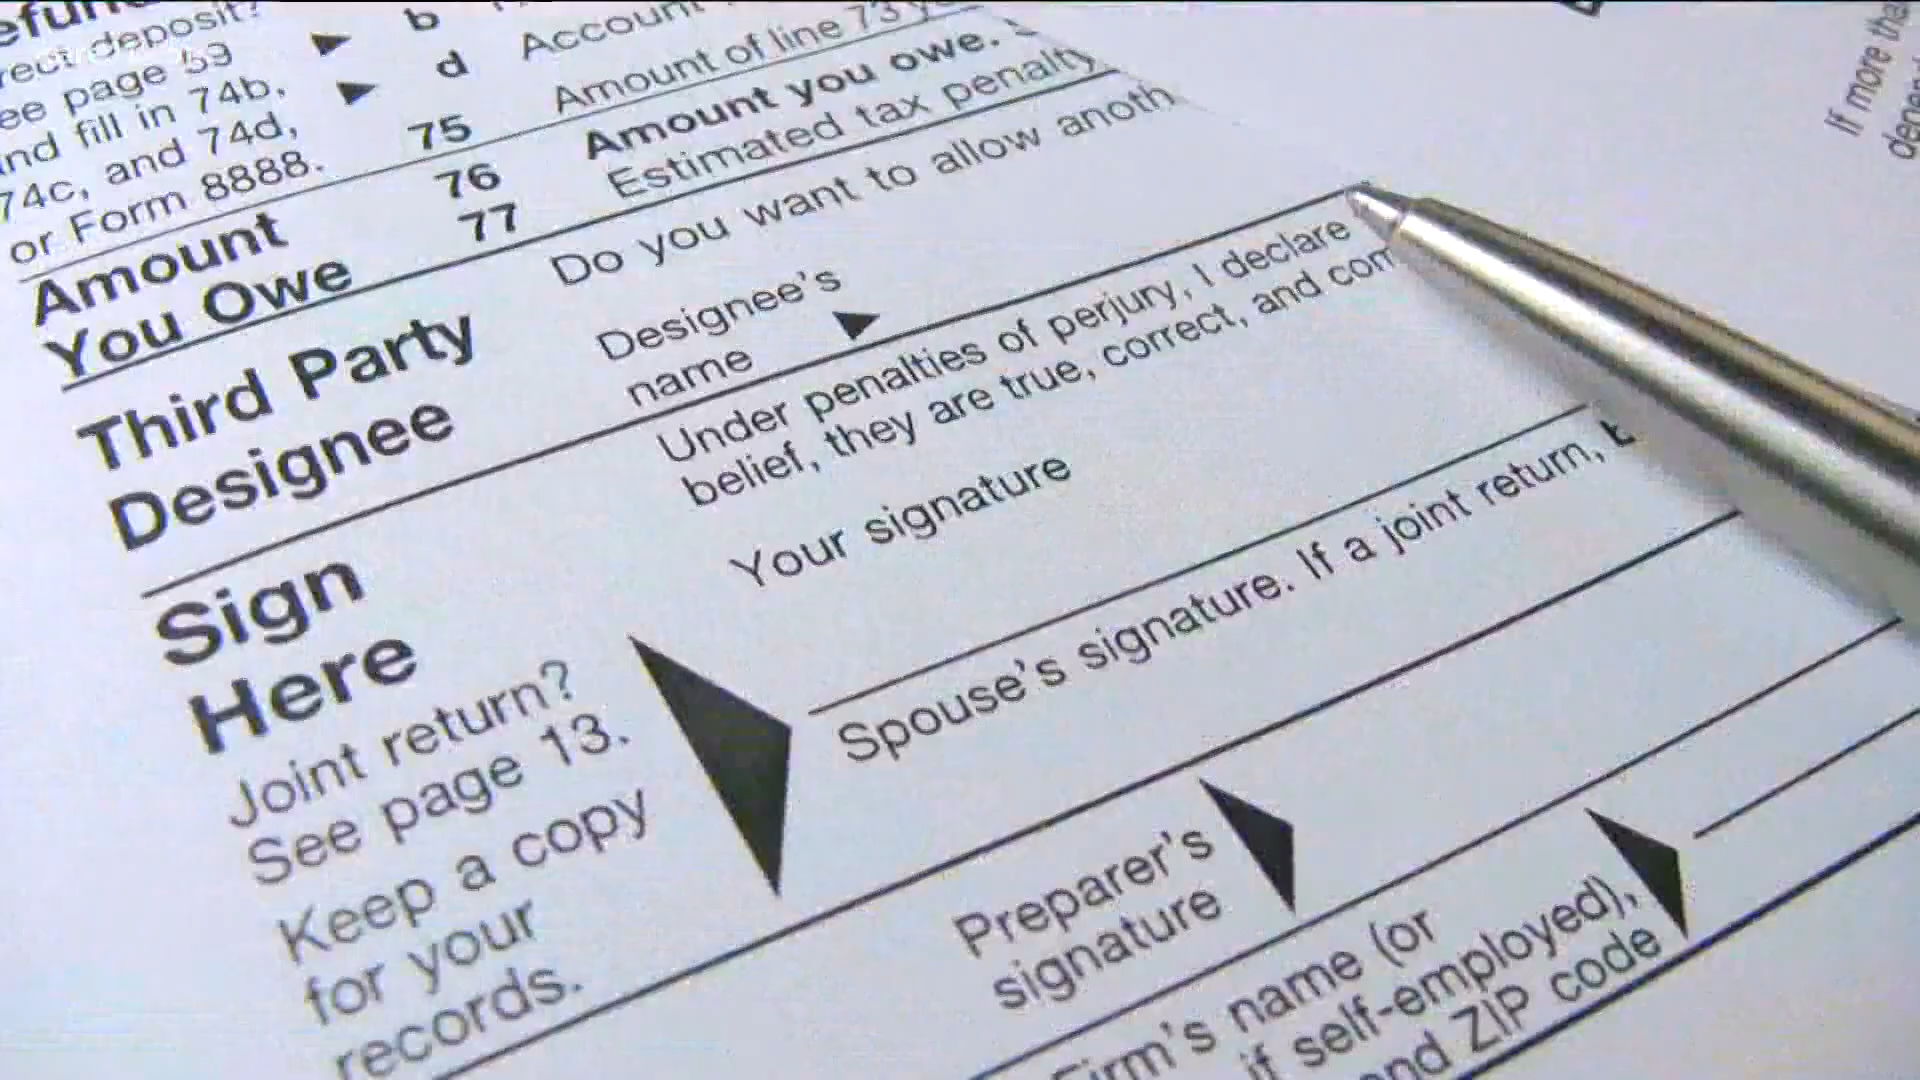 rect deposit?
ee page 59
and fill in 74b,
74c, and 74d,
or Form 8888.
b
d Account
75 Amount of line 73
76 Amount you owe.
77 Estimated tax penalty
Amount
You Owe
Third Party
Designee
Do you want to allow anoth
Designee's
name
Sign
Here
Joint return?
See page 13.
Keep a copy
for your
records.
Under penalties of perjury, I declare
belief, they are true, correct, and com
Your signature
Spouse's signature. If a joint return,
Preparer's
signature
Firm's name (or
if self-employed),
and ZIP code
If more tha
depen